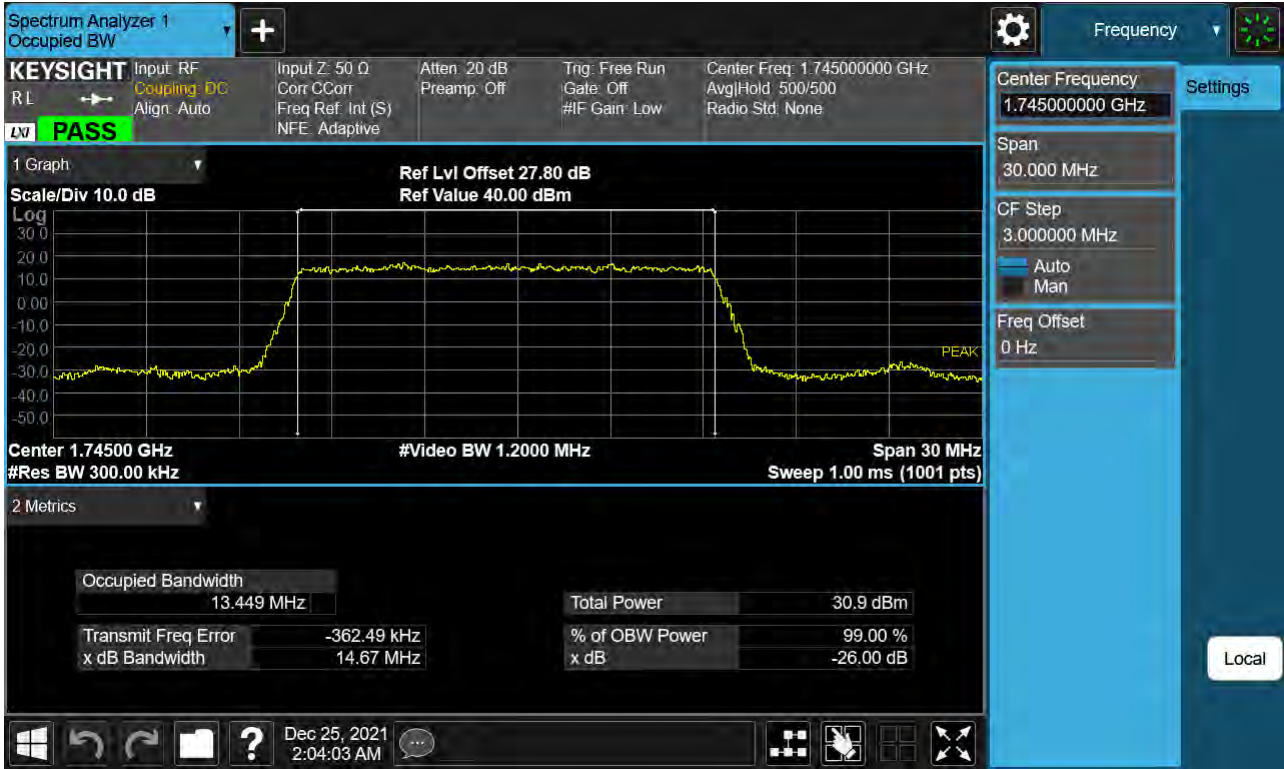 Spectrum Analyzer 1
Occupied BW
Frequency
KEYSIGHT
RL
LXI
PASS
Input: RF
Coupling: DC
Align: Auto
Input Z: 50 Ω
Corr CCorr
Freq Ref: Int (S)
NFE: Adaptive
Atten: 20 dB
Preamp: Off
Trig: Free Run
Gate: Off
#IF Gain: Low
Center Freq: 1.745000000 GHz
Avg|Hold: 500/500
Radio Std: None
1 Graph
Scale/Div 10.0 dB
Ref Lvl Offset 27.80 dB
Ref Value 40.00 dBm
Log
30.0
20.0
10.0
0.00
-10.0
-20.0
-30.0
-40.0
-50.0
PEAK
Center 1.74500 GHz
#Video BW 1.2000 MHz
Span 30 MHz
#Res BW 300.00 kHz
Sweep 1.00 ms (1001 pts)
2 Metrics
Occupied Bandwidth
13.449 MHz
Total Power 30.9 dBm
Transmit Freq Error -362.49 kHz
% of OBW Power 99.00 %
x dB Bandwidth 14.67 MHz
x dB -26.00 dB
Center Frequency
1.745000000 GHz
Settings
Span
30.000 MHz
CF Step
3.000000 MHz
Auto
Man
Freq Offset
0 Hz
Local
?
Dec 25, 2021
2:04:03 AM